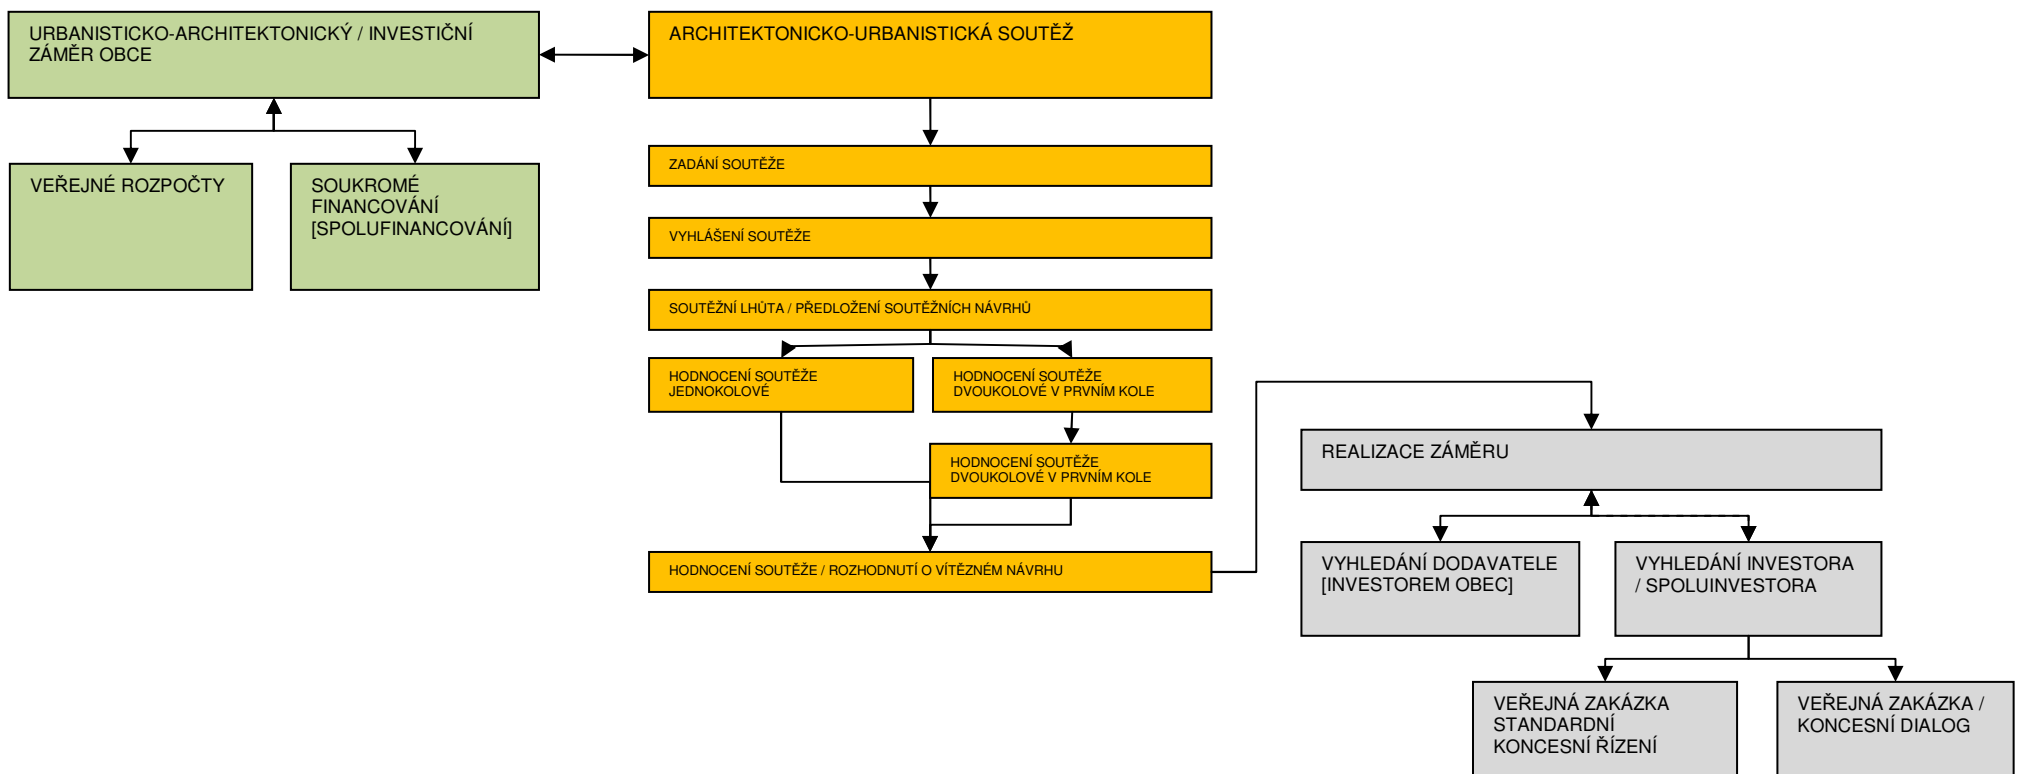 URBANISTICKO-ARCHITEKTONICKÝ / INVESTIČNÍ
ZÁMĚR OBCE
VEŘEJNÉ ROZPOČTY
SOUKROMÉ
FINANCOVÁNÍ
[SPOLUFINANCOVÁNÍ]
ARCHITEKTONICKO-URBANISTICKÁ SOUTĚŽ
ZADÁNÍ SOUTĚŽE
VYHLÁŠENÍ SOUTĚŽE
SOUTĚŽNÍ LHŮTA / PŘEDLOŽENÍ SOUTĚŽNÍCH NÁVRHŮ
HODNOCENÍ SOUTĚŽE
JEDNOKOLOVÉ
HODNOCENÍ SOUTĚŽE
DVOUKOLOVÉ V PRVNÍM KOLE
HODNOCENÍ SOUTĚŽE
DVOUKOLOVÉ V PRVNÍM KOLE
HODNOCENÍ SOUTĚŽE / ROZHODNUTÍ O VÍTĚZNÉM NÁVRHU
REALIZACE ZÁMĚRU
VYHLEDÁNÍ DODAVATELE
[INVESTOREM OBEC]
VYHLEDÁNÍ INVESTORA
/ SPOLUINVESTORA
VEŘEJNÁ ZAKÁZKA
STANDARDNÍ
KONCESNÍ ŘÍZENÍ
VEŘEJNÁ ZAKÁZKA /
KONCESNÍ DIALOG